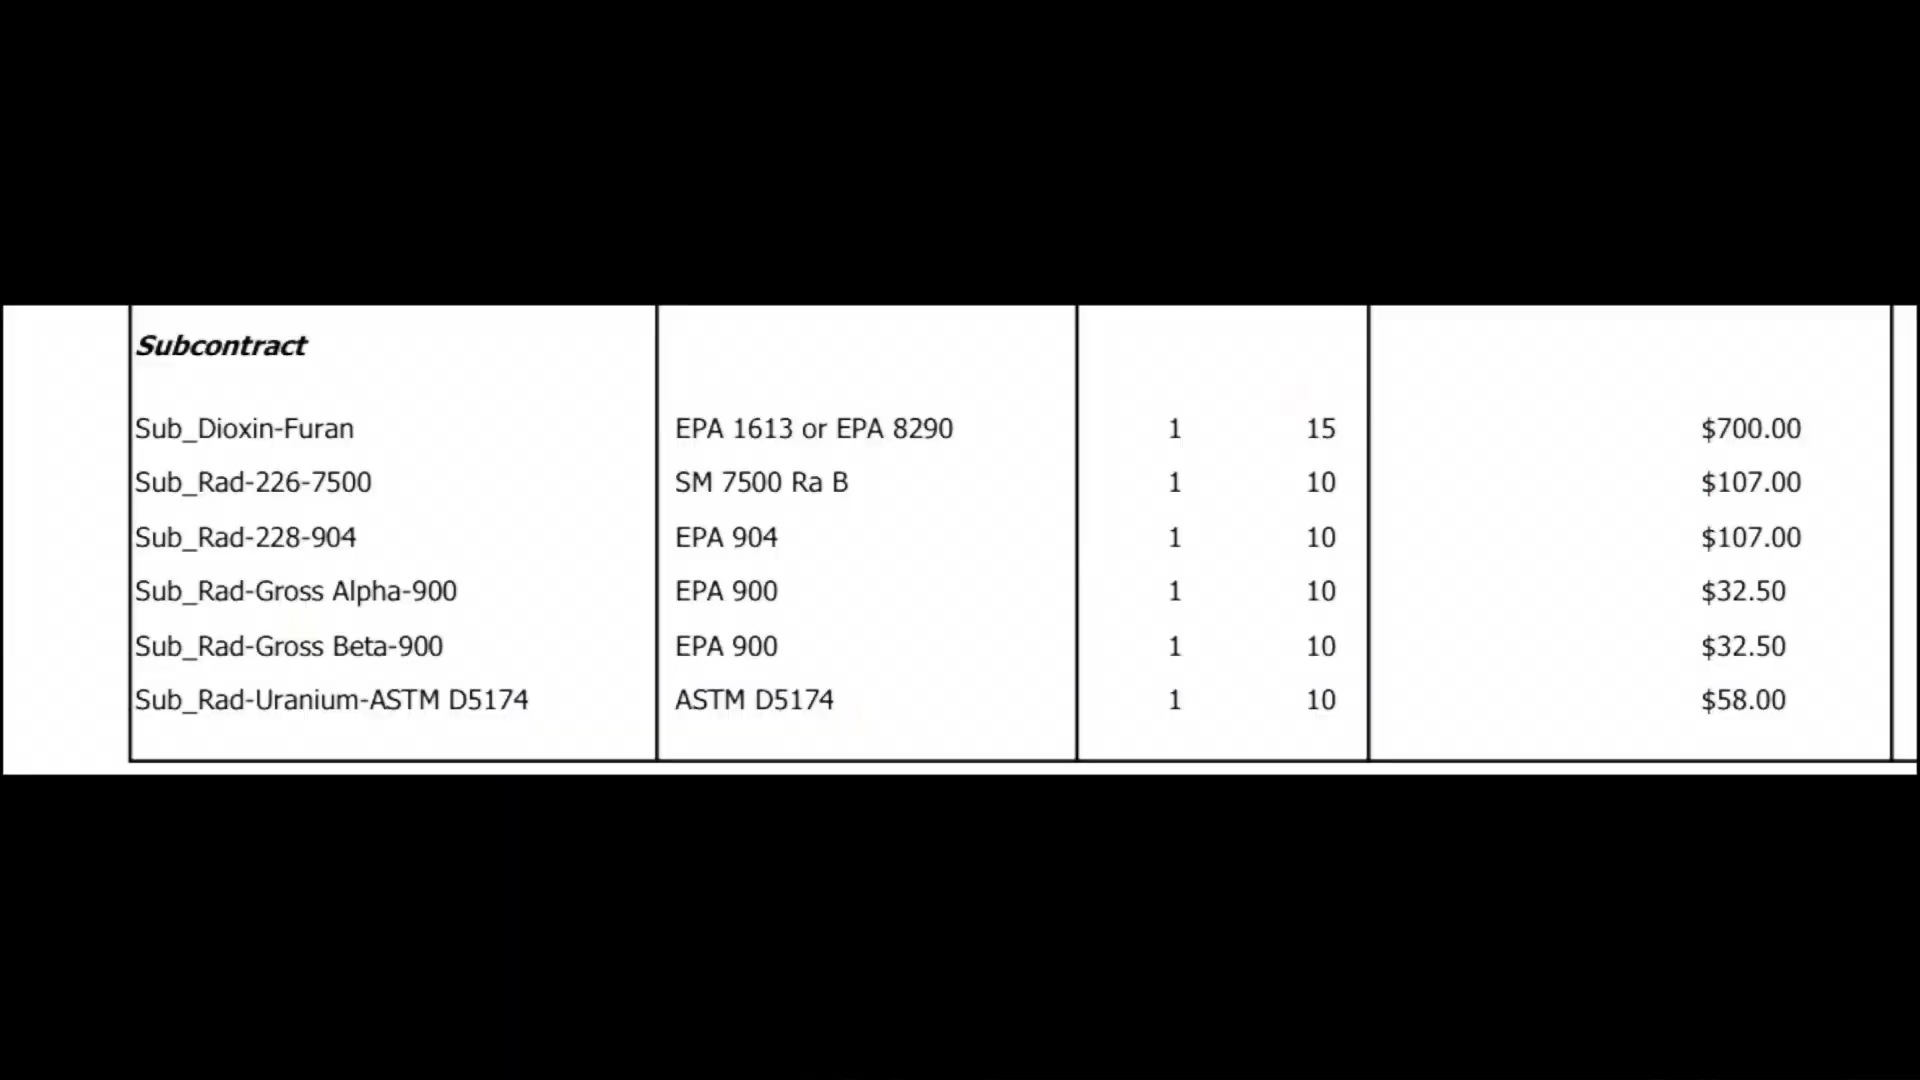 Subcontract
Sub_Dioxin-Furan EPA 1613 or EPA 8290 1 15 $700.00
Sub_Rad-226-7500 SM 7500 Ra B 1 10 $107.00
Sub_Rad-228-904 EPA 904 1 10 $107.00
Sub_Rad-Gross Alpha-900 EPA 900 1 10 $32.50
Sub_Rad-Gross Beta-900 EPA 900 1 10 $32.50
Sub_Rad-Uranium-ASTM D5174 ASTM D5174 1 10 $58.00